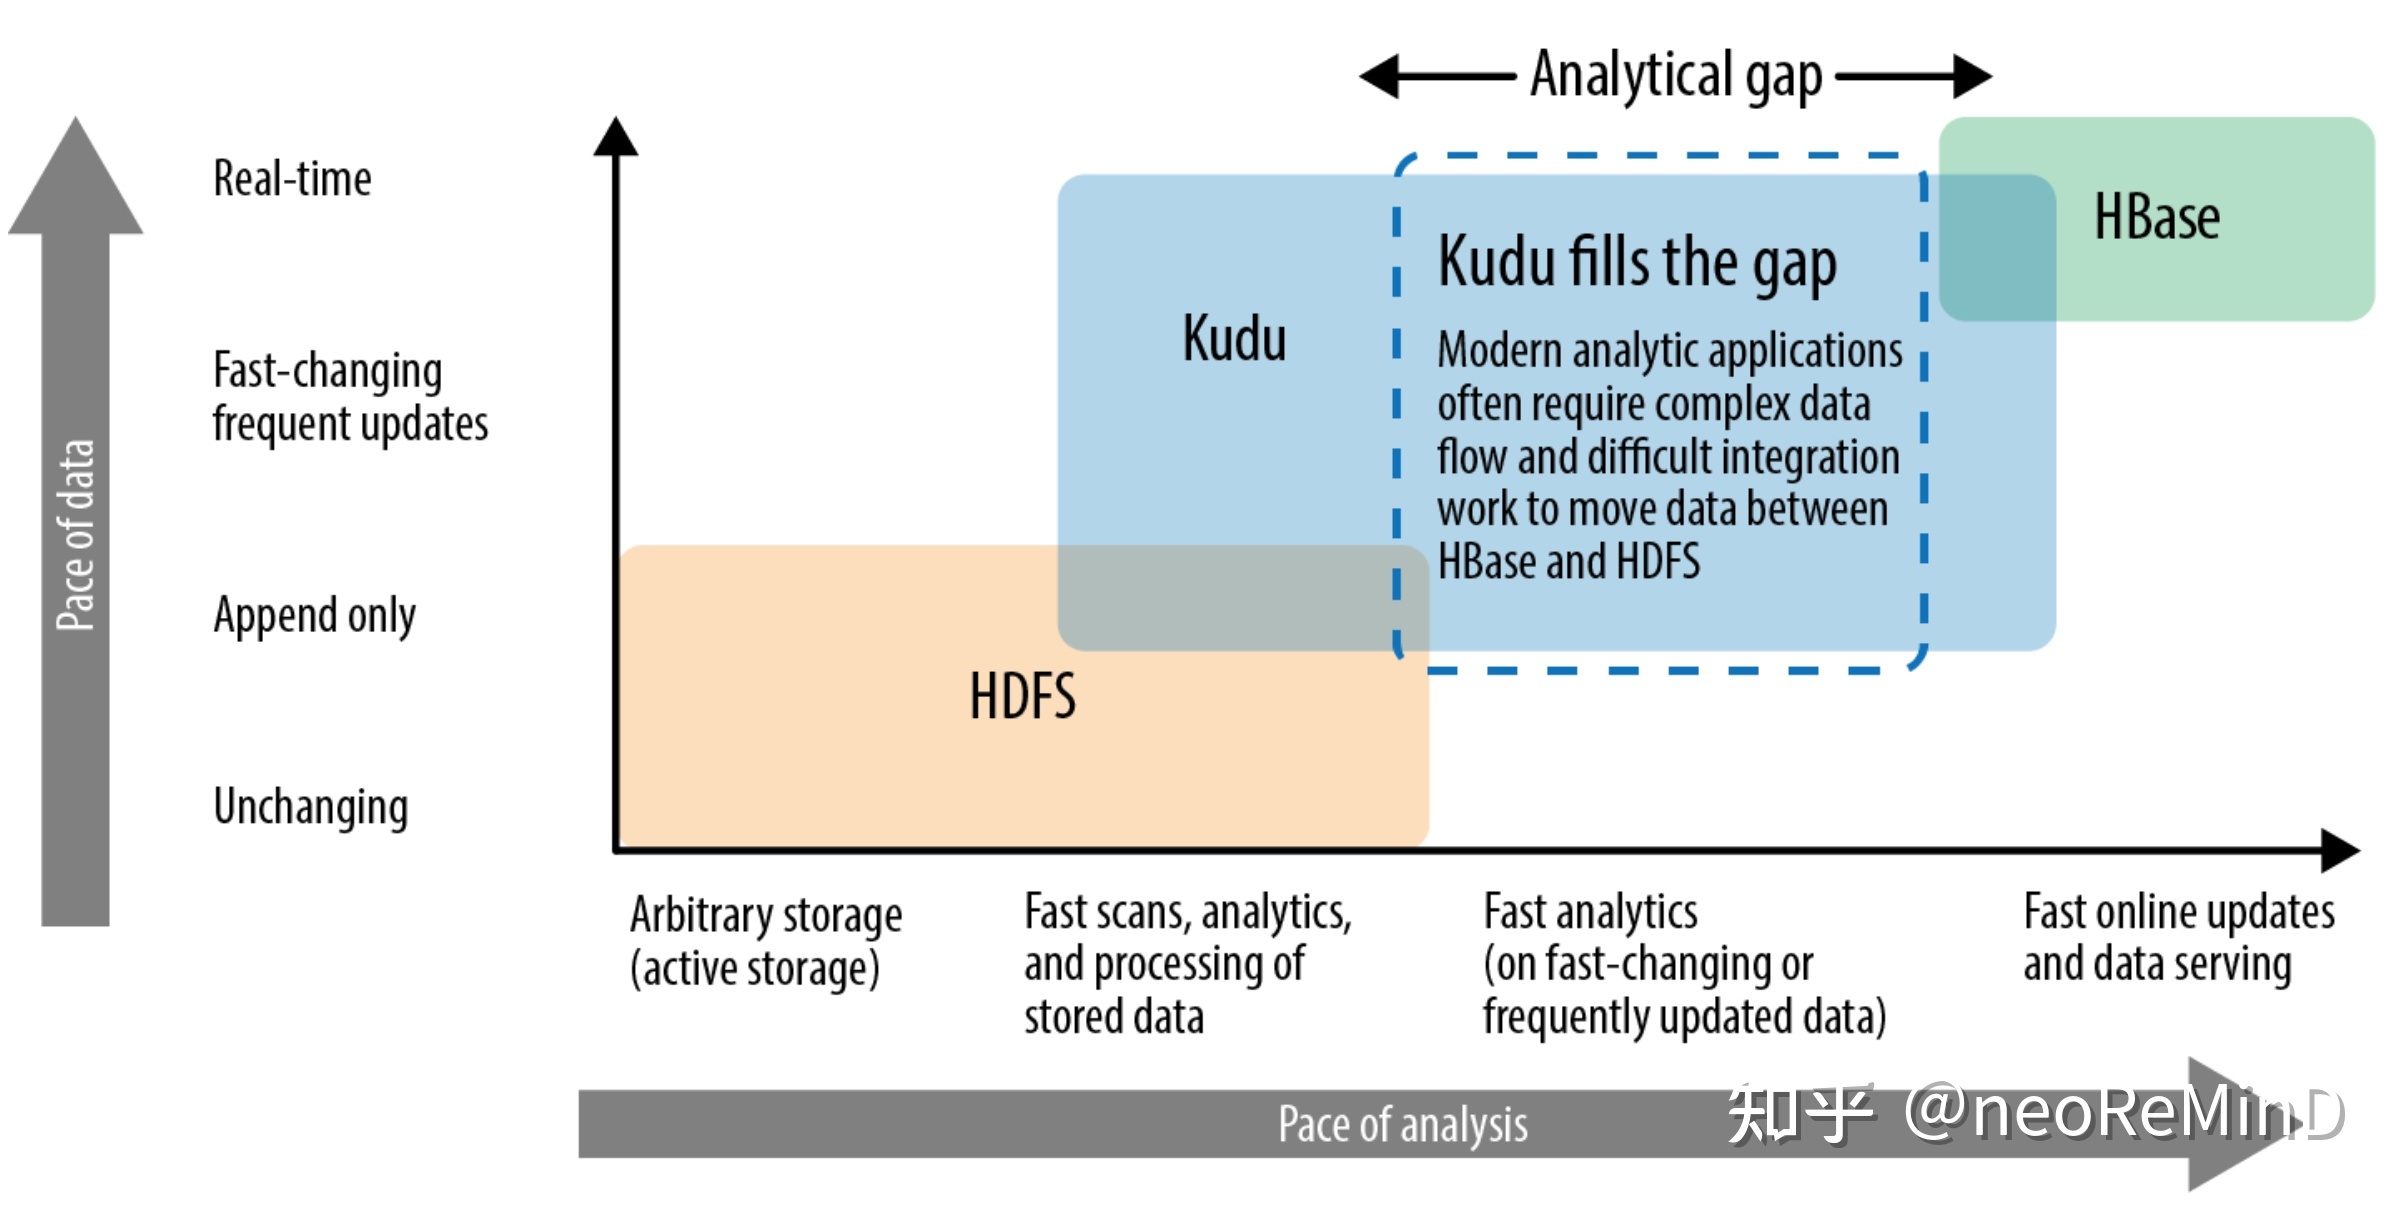 Analytical gap
Real-time
Fast-changing
frequent updates
Append only
Unchanging
Pace of data
HBase
Kudu
Kudu fills the gap
Modern analytic applications
often require complex data
flow and difficult integration
work to move data between
HBase and HDFS
HDFS
Arbitrary storage
(active storage)
Fast scans, analytics,
and processing of
stored data
Fast analytics
(on fast-changing or
frequently updated data)
Fast online updates
and data serving
Pace of analysis
知乎 @neoReMinD